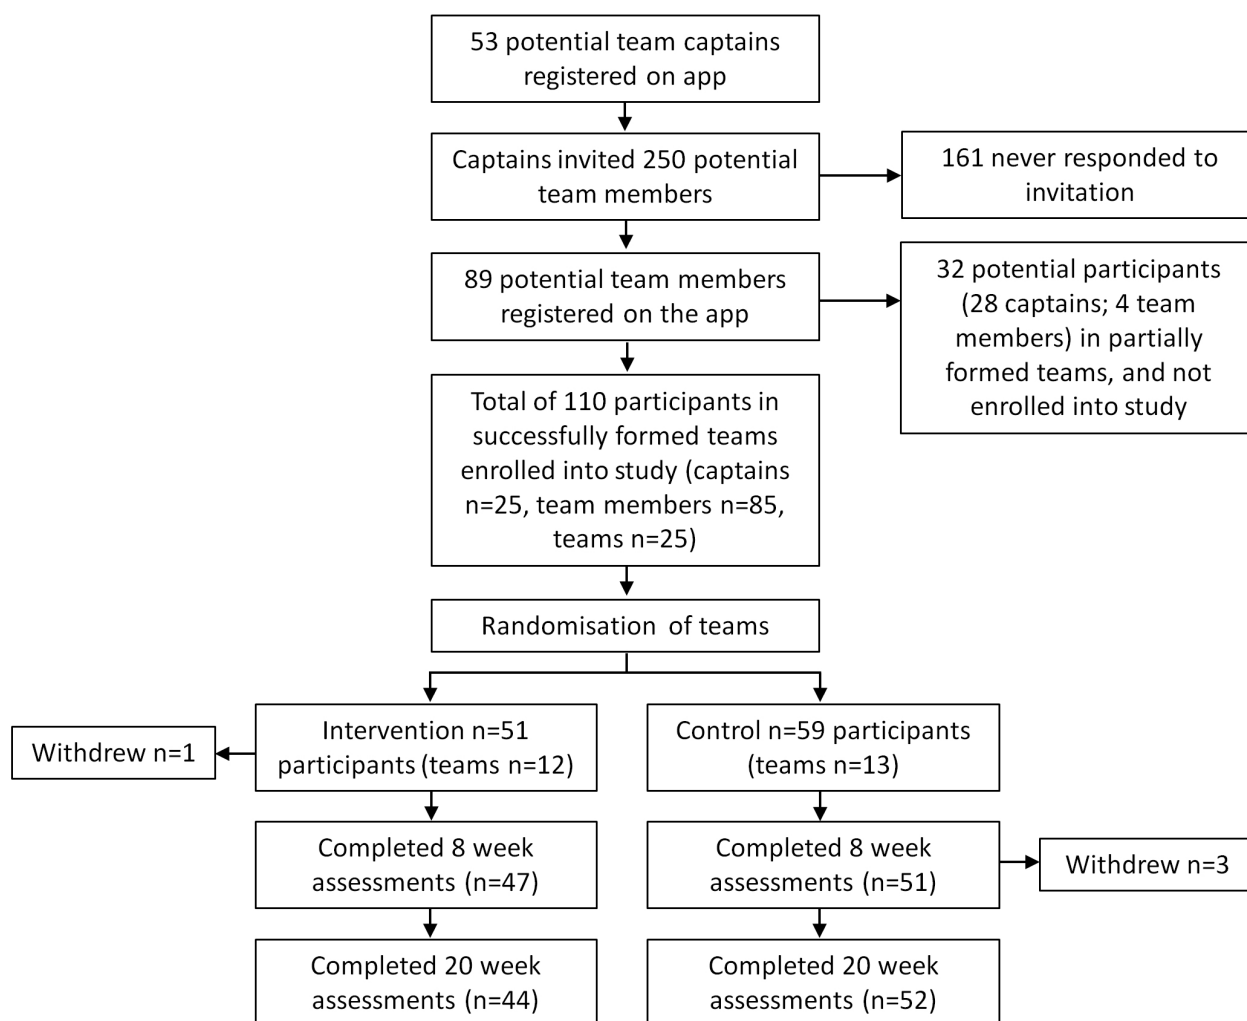 53 potential team captains
registered on app
Captains invited 250 potential
team members
161 never responded to
invitation
89 potential team members
registered on the app
32 potential participants
(28 captains; 4 team
members) in partially
formed teams, and not
enrolled into study
Total of 110 participants in
successfully formed teams
enrolled into study (captains
n=25, team members n=85,
teams n=25)
Randomisation of teams
Withdrew n=1
Intervention n=51
participants (teams n=12)
Control n=59 participants
(teams n=13)
Completed 8 week
assessments (n=47)
Completed 8 week
assessments (n=51)
Withdrew n=3
Completed 20 week
assessments (n=44)
Completed 20 week
assessments (n=52)